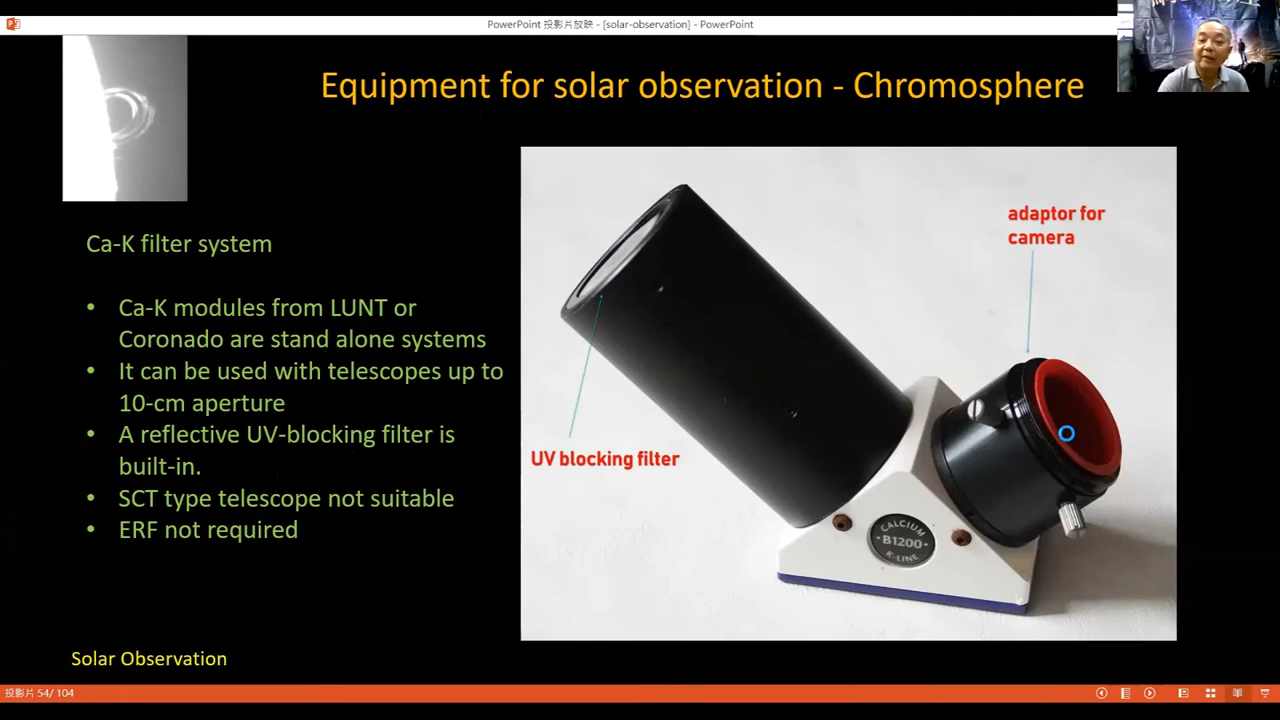 PowerPoint 投影片放映 - [solar-observation] - PowerPoint
Equipment for solar observation - Chromosphere
Ca-K filter system
• Ca-K modules from LUNT or
Coronado are stand alone systems
• It can be used with telescopes up to
10-cm aperture
• A reflective UV-blocking filter is
built-in.
• SCT type telescope not suitable
• ERF not required
adaptor for
camera
UV blocking filter
CALCIUM
B1200
K-LINE
Solar Observation
投影片 54/ 104